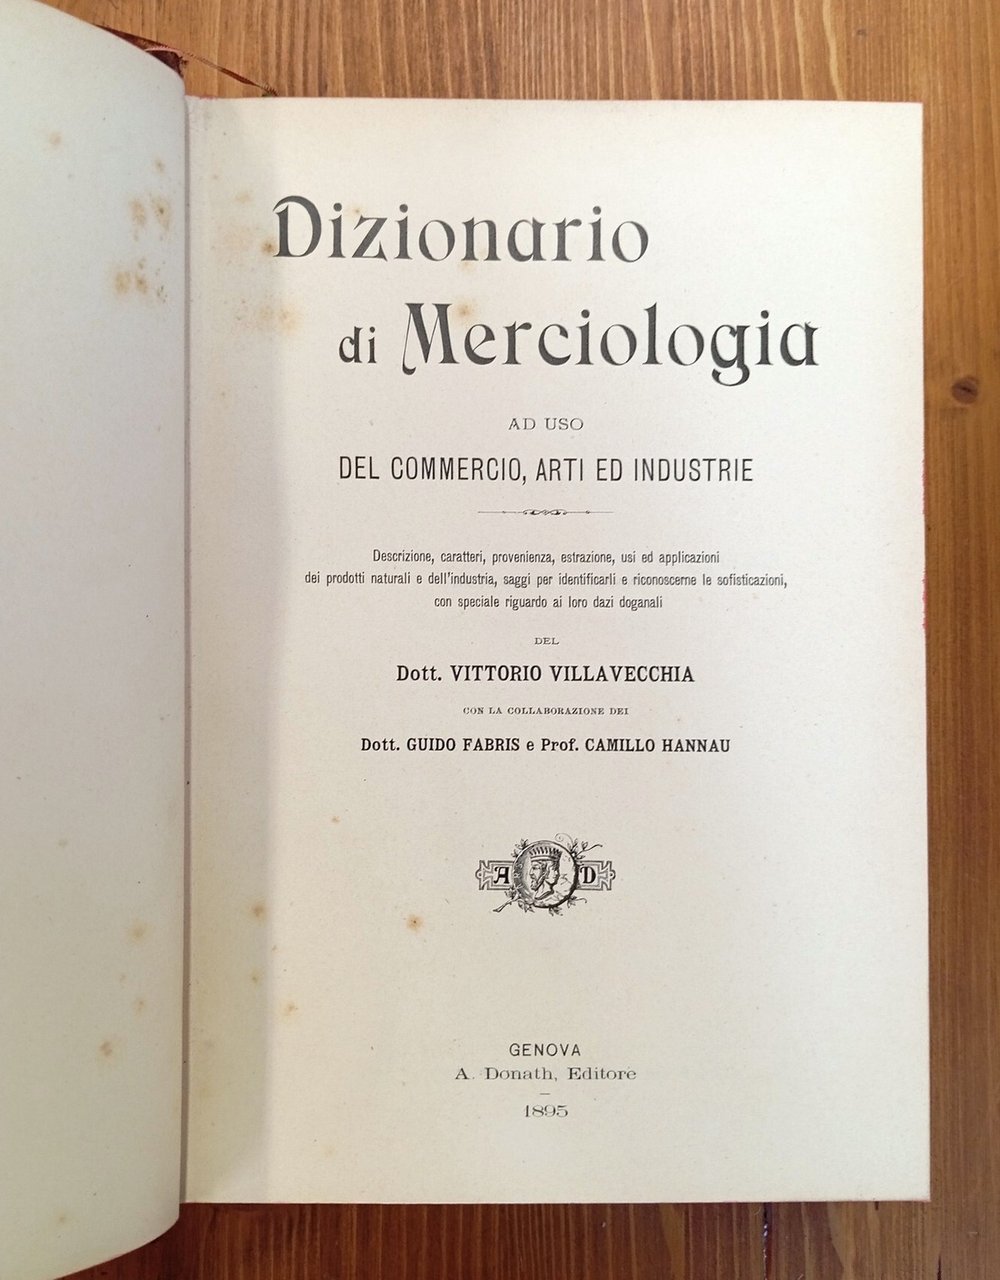 Dizionario
di Merciologia
AD USO
DEL COMMERCIO, ARTI ED INDUSTRIE
Descrizione, caratteri, provenienza, estrazione, usi ed applicazioni
dei prodotti naturali e dell'industria, saggi per identificarli e riconoscerne le sofisticazioni,
con speciale riguardo ai loro dazi doganali
DEL
Dott. VITTORIO VILLAVECCHIA
CON LA COLLABORAZIONE DEI
Dott. GUIDO FABRIS e Prof. CAMILLO HANNAU
A D
GENOVA
A. Donath, Editore
1895